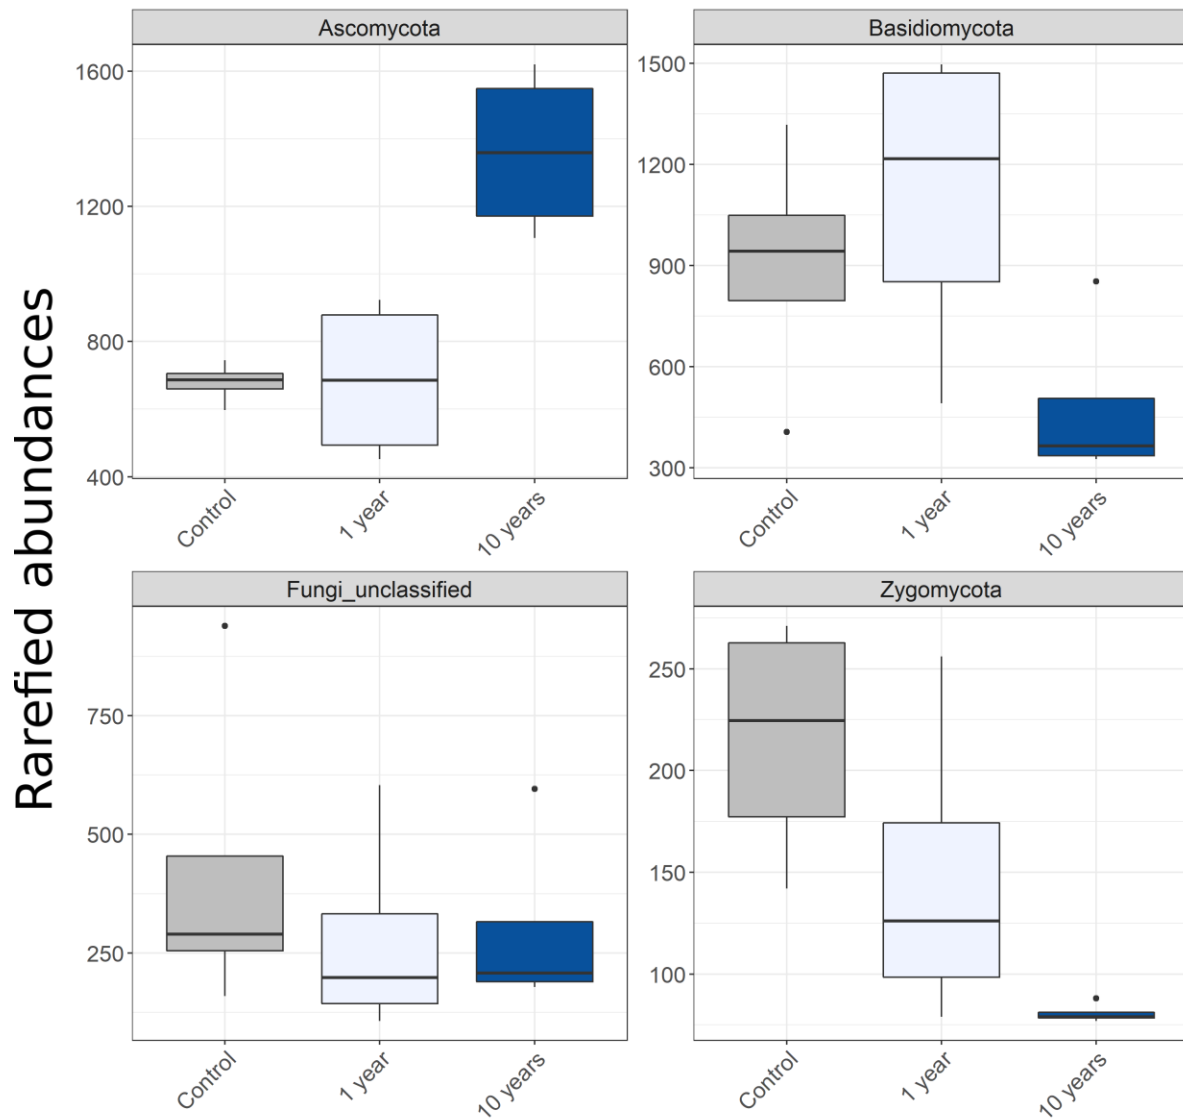 Rarefied abundances
Ascomycota
1600
1200
800
400
Control
1 year
10 years
Basidiomycota
1500
1200
900
600
300
Control
1 year
10 years
Fungi_unclassified
750
500
250
Control
1 year
10 years
Zygomycota
250
200
150
100
Control
1 year
10 years